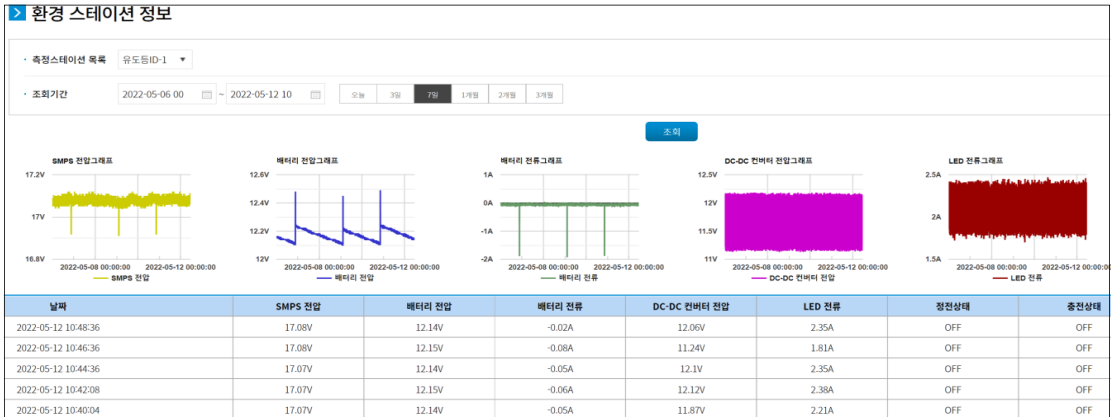 환경 스테이션 정보
· 측정스테이션 목록 유도등ID-1 ▼
· 조회기간 2022-05-06 00 ~ 2022-05-12 10 오늘 3일 7일 1개월 2개월 3개월
조회
SMPS 전압그래프
17.2V
17V
16.8V
2022-05-08 00:00:00 2022-05-12 00:00:00
SMPS 전압
배터리 전압그래프
12.6V
12.4V
12.2V
12V
2022-05-08 00:00:00 2022-05-12 00:00:00
배터리 전압
배터리 전류그래프
1A
0A
-1A
-2A
2022-05-08 00:00:00 2022-05-12 00:00:00
배터리 전류
DC-DC 컨버터 전압그래프
12.5V
12V
11.5V
11V
2022-05-08 00:00:00 2022-05-12 00:00:00
DC-DC 컨버터 전압
LED 전류그래프
2.5A
2A
1.5A
2022-05-08 00:00:00 2022-05-12 00:00:00
LED 전류
날짜 SMPS 전압 배터리 전압 배터리 전류 DC-DC 컨버터 전압 LED 전류 정전상태 충전상태
2022-05-12 10:48:36 17.08V 12.14V -0.02A 12.06V 2.35A OFF OFF
2022-05-12 10:46:36 17.08V 12.15V -0.08A 11.24V 1.81A OFF OFF
2022-05-12 10:44:36 17.07V 12.14V -0.05A 12.1V 2.35A OFF OFF
2022-05-12 10:42:08 17.07V 12.15V -0.06A 12.12V 2.38A OFF OFF
2022-05-12 10:40:04 17.07V 12.14V -0.05A 11.87V 2.21A OFF OFF